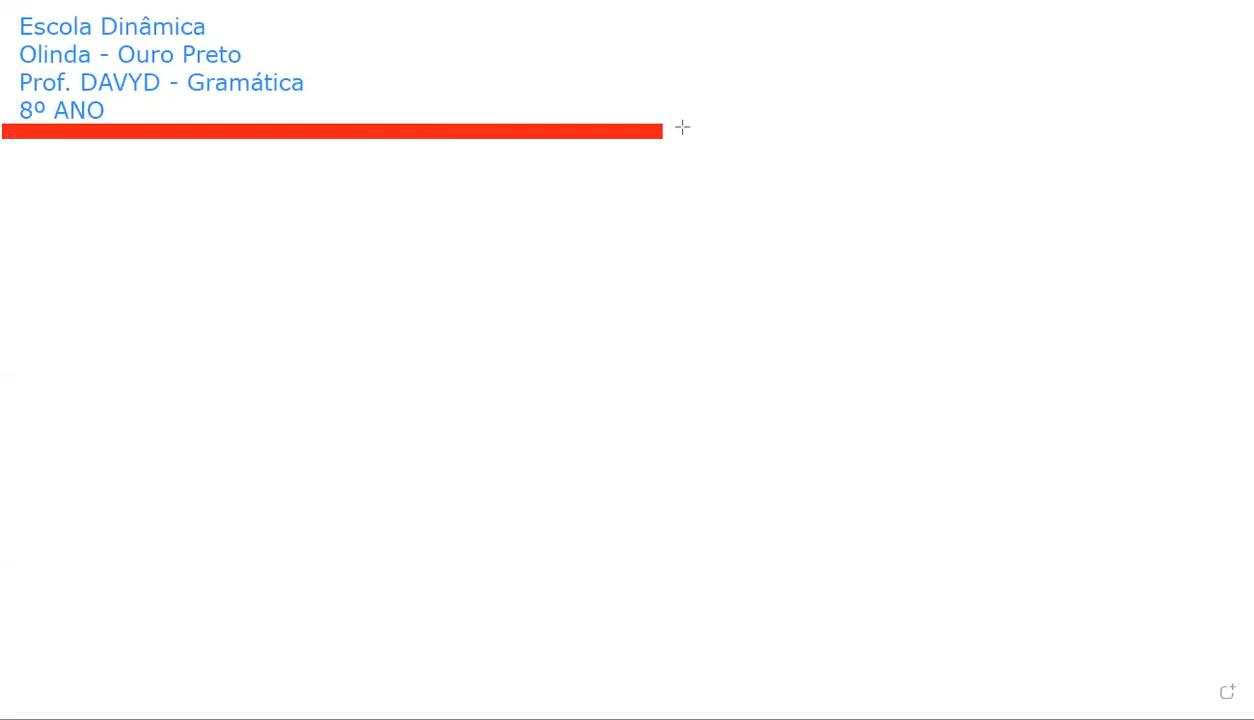 Escola Dinâmica
Olinda - Ouro Preto
Prof. DAVYD - Gramática
8º ANO